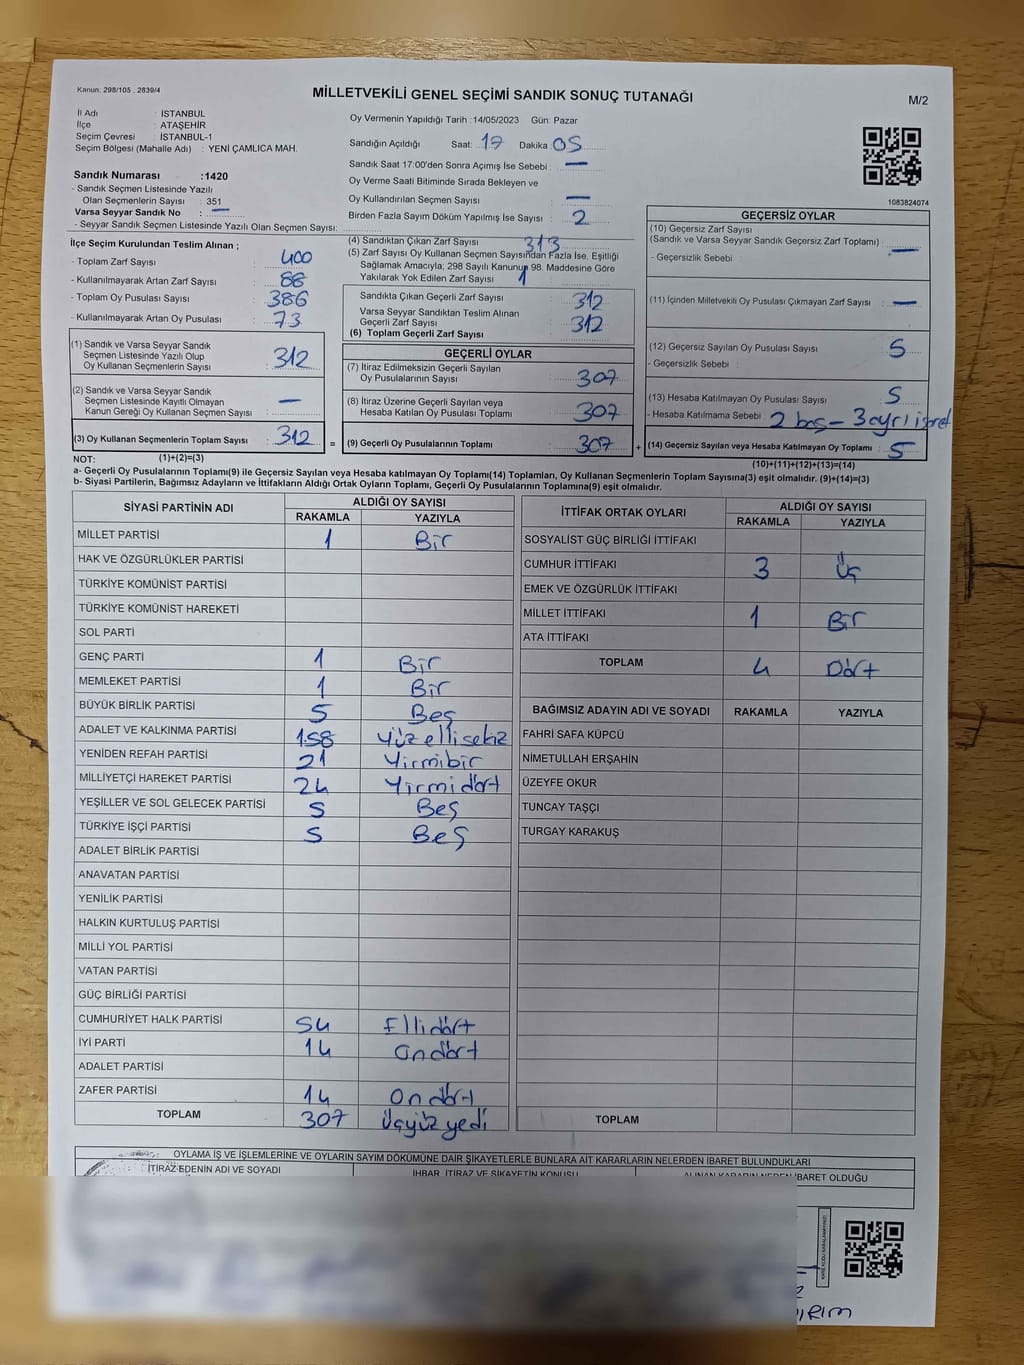 Kanun, 298/105 , 2839/4
MİLLETVEKİLİ GENEL SEÇİMİ SANDIK SONUÇ TUTANAĞI
M/2
İl Adı : İSTANBUL
İlçe : ATAŞEHİR
Seçim Çevresi : İSTANBUL-1
Seçim Bölgesi (Mahalle Adı) : YENİ ÇAMLICA MAH.
Oy Vermenin Yapıldığı Tarih :14/05/2023 Gün: Pazar
Sandığın Açıldığı Saat: 17 Dakika: 05
Sandık Saat 17:00'den Sonra Açımış İse Sebebi : —
Oy Verme Saati Bitiminde Sırada Bekleyen ve
Oy Kullandırılan Seçmen Sayısı : —
Birden Fazla Sayım Döküm Yapılmış İse Sayısı : 2
Sandık Numarası :1420
- Sandık Seçmen Listesinde Yazılı
Olan Seçmenlerin Sayısı : 351
Varsa Seyyar Sandık No : —
- Seyyar Sandık Seçmen Listesinde Yazılı Olan Seçmen Sayısı:
1083824074
İlçe Seçim Kurulundan Teslim Alınan ;
- Toplam Zarf Sayısı : 400
- Kullanılmayarak Artan Zarf Sayısı : 88
- Toplam Oy Pusulası Sayısı : 386
- Kullanılmayarak Artan Oy Pusulası : 73
(1) Sandık ve Varsa Seyyar Sandık
Seçmen Listesinde Yazılı Olup
Oy Kullanan Seçmenlerin Sayısı : 312
(2) Sandık ve Varsa Seyyar Sandık
Seçmen Listesinde Kayıtlı Olmayan
Kanun Gereği Oy Kullanan Seçmen Sayısı : —
(3) Oy Kullanan Seçmenlerin Toplam Sayısı : 312
(4) Sandıktan Çıkan Zarf Sayısı : 313
(5) Zarf Sayısı Oy Kullanan Seçmen Sayısından Fazla İse, Eşitliği
Sağlamak Amacıyla; 298 Sayılı Kanunun 98. Maddesine Göre
Yakılarak Yok Edilen Zarf Sayısı : 1
Sandıkta Çıkan Geçerli Zarf Sayısı : 312
Varsa Seyyar Sandıktan Teslim Alınan
Geçerli Zarf Sayısı : 312
(6) Toplam Geçerli Zarf Sayısı
GEÇERLİ OYLAR
(7) İtiraz Edilmeksizin Geçerli Sayılan
Oy Pusulalarının Sayısı : 307
(8) İtiraz Üzerine Geçerli Sayılan veya
Hesaba Katılan Oy Pusulası Toplamı : 307
= (9) Geçerli Oy Pusulalarının Toplamı : 307 +
GEÇERSİZ OYLAR
(10) Geçersiz Zarf Sayısı
(Sandık ve Varsa Seyyar Sandık Geçersiz Zarf Toplamı) : —
- Geçersizlik Sebebi :
(11) İçinden Milletvekili Oy Pusulası Çıkmayan Zarf Sayısı : —
(12) Geçersiz Sayılan Oy Pusulası Sayısı : 5
- Geçersizlik Sebebi :
(13) Hesaba Katılmayan Oy Pusulası Sayısı : 5
- Hesaba Katılmama Sebebi : 2 boş - 3 ayrı işret
(14) Geçersiz Sayılan veya Hesaba Katılmayan Oy Toplamı : 5
NOT: (1)+(2)=(3)
(10)+(11)+(12)+(13)=(14)
a- Geçerli Oy Pusulalarının Toplamı(9) ile Geçersiz Sayılan veya Hesaba katılmayan Oy Toplamı(14) Toplamları, Oy Kullanan Seçmenlerin Toplam Sayısına(3) eşit olmalıdır. (9)+(14)=(3)
b- Siyasi Partilerin, Bağımsız Adayların ve İttifakların Aldığı Ortak Oyların Toplamı, Geçerli Oy Pusulalarının Toplamına(9) eşit olmalıdır.
SİYASİ PARTİNİN ADI ALDIĞI OY SAYISI
RAKAMLA YAZIYLA
MİLLET PARTİSİ 1 Bir
HAK VE ÖZGÜRLÜKLER PARTİSİ
TÜRKİYE KOMÜNİST PARTİSİ
TÜRKİYE KOMÜNİST HAREKETİ
SOL PARTİ
GENÇ PARTİ 1 Bir
MEMLEKET PARTİSİ 1 Bir
BÜYÜK BİRLİK PARTİSİ 5 Beş
ADALET VE KALKINMA PARTİSİ 158 Yüzellisekiz
YENİDEN REFAH PARTİSİ 21 Yirmibir
MİLLİYETÇİ HAREKET PARTİSİ 24 Yirmidört
YEŞİLLER VE SOL GELECEK PARTİSİ 5 Beş
TÜRKİYE İŞÇİ PARTİSİ 5 Beş
ADALET BİRLİK PARTİSİ
ANAVATAN PARTİSİ
YENİLİK PARTİSİ
HALKIN KURTULUŞ PARTİSİ
MİLLİ YOL PARTİSİ
VATAN PARTİSİ
GÜÇ BİRLİĞİ PARTİSİ
CUMHURİYET HALK PARTİSİ 54 Ellidört
İYİ PARTİ 14 Ondört
ADALET PARTİSİ
ZAFER PARTİSİ 14 Ondört
TOPLAM 307 Üçyüz yedi
İTTİFAK ORTAK OYLARI ALDIĞI OY SAYISI
RAKAMLA YAZIYLA
SOSYALİST GÜÇ BİRLİĞİ İTTİFAKI
CUMHUR İTTİFAKI 3 Üç
EMEK VE ÖZGÜRLÜK İTTİFAKI
MİLLET İTTİFAKI 1 Bir
ATA İTTİFAKI
TOPLAM 4 Dört
BAĞIMSIZ ADAYIN ADI VE SOYADI RAKAMLA YAZIYLA
FAHRİ SAFA KÜPCÜ
NİMETULLAH ERŞAHİN
ÜZEYFE OKUR
TUNCAY TAŞÇI
TURGAY KARAKUŞ
TOPLAM
OYLAMA İŞ VE İŞLEMLERİNE VE OYLARIN SAYIM DÖKÜMÜNE DAİR ŞİKAYETLERLE BUNLARA AİT KARARLARIN NELERDEN İBARET BULUNDUKLARI
İTİRAZ EDENİN ADI VE SOYADI
İHBAR, İTİRAZ VE ŞİKAYETİN KONUSU
ALINAN KARARIN NEDEN İBARET OLDUĞU